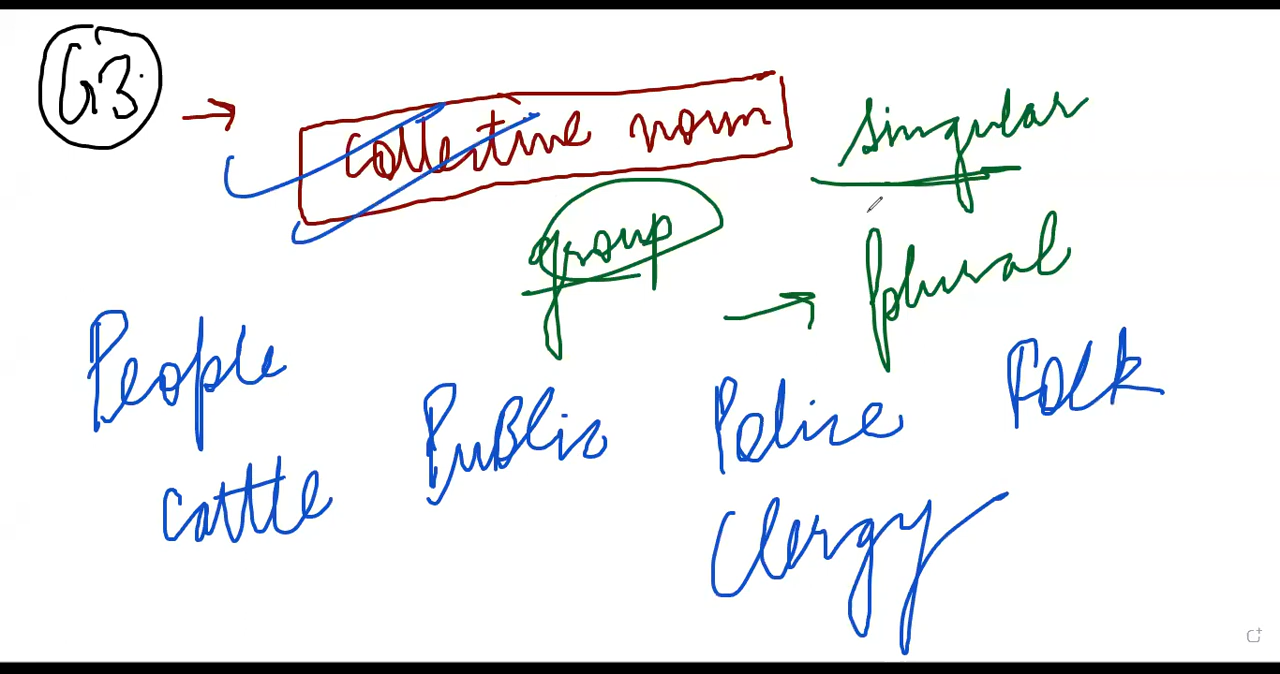 G3.
collective noun singular
group
plural
People Public Police Folk
cattle Clergy